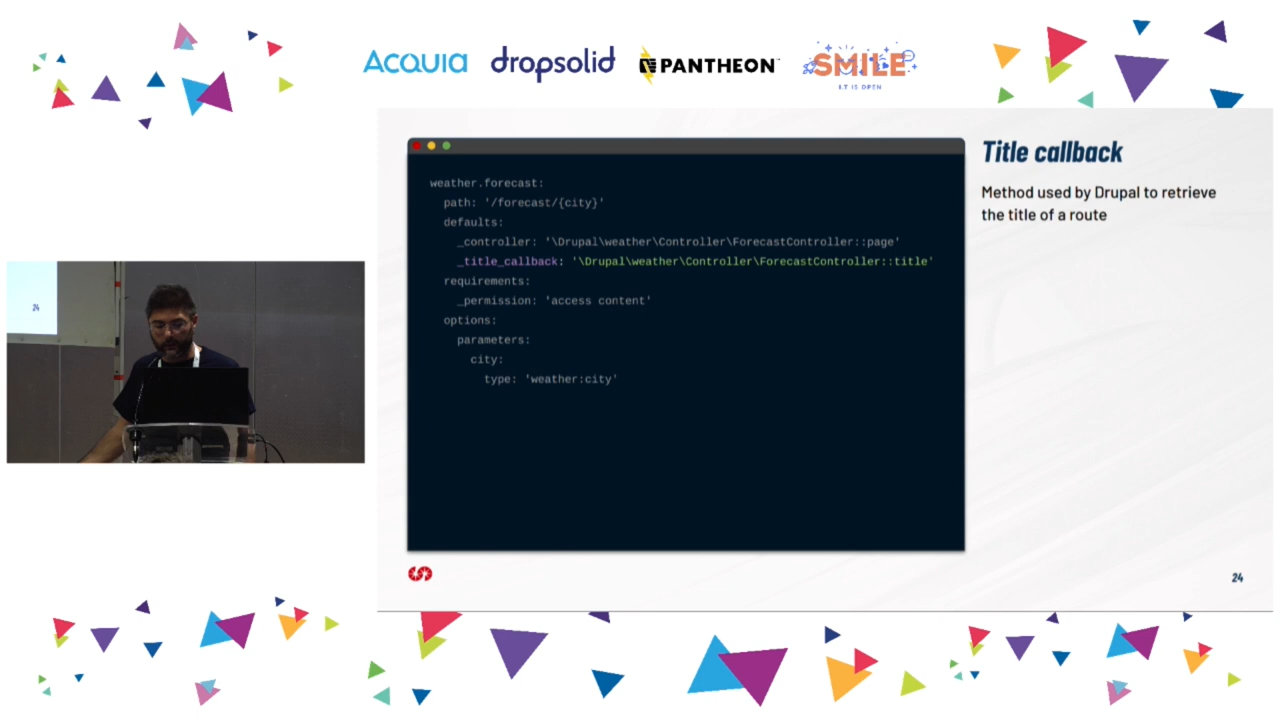 ACQUIA dropsolid PANTHEON SMILE
I.T IS OPEN
Title callback
Method used by Drupal to retrieve
the title of a route
weather.forecast:
path: '/forecast/{city}'
defaults:
_controller: '\Drupal\weather\Controller\ForecastController::page'
_title_callback: '\Drupal\weather\Controller\ForecastController::title'
requirements:
_permission: 'access content'
options:
parameters:
city:
type: 'weather:city'
24
24